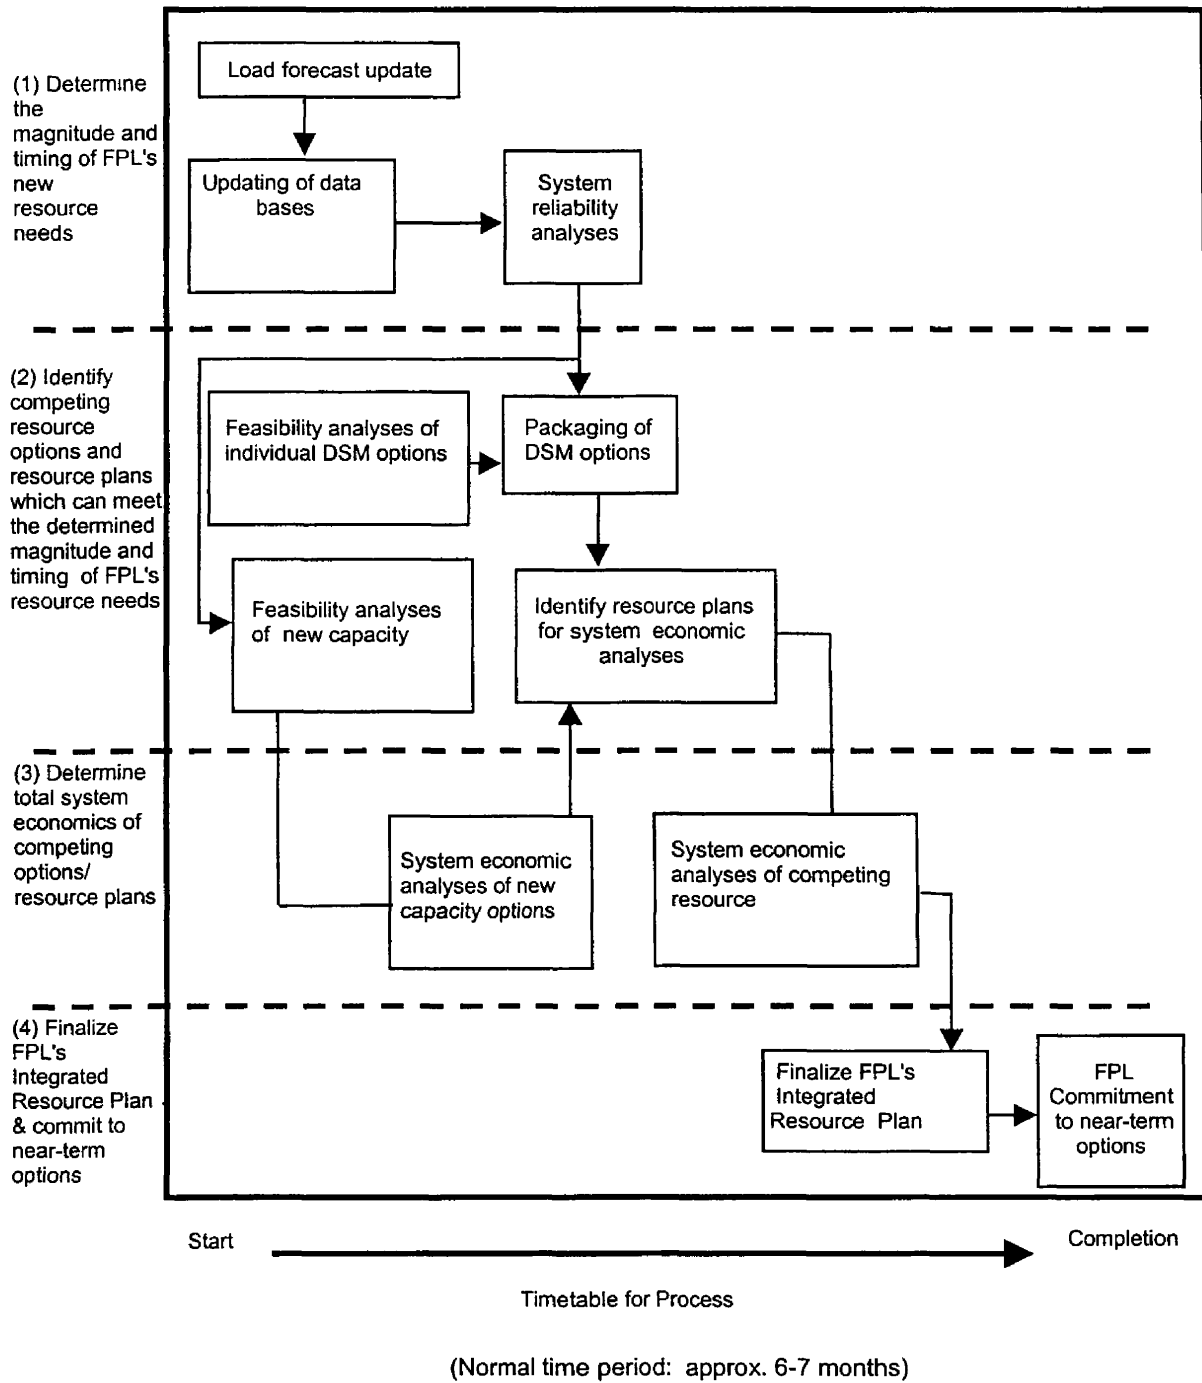 (1) Determine
the
magnitude and
timing of FPL's
new
resource
needs
Load forecast update
Updating of data
bases
System
reliability
analyses
(2) Identify
competing
resource
options and
resource plans
which can meet
the determined
magnitude and
timing of FPL's
resource needs
Feasibility analyses of
individual DSM options
Packaging of
DSM options
Feasibility analyses
of new capacity
Identify resource plans
for system economic
analyses
(3) Determine
total system
economics of
competing
options/
resource plans
System economic
analyses of new
capacity options
System economic
analyses of competing
resource
(4) Finalize
FPL's
Integrated
Resource Plan
& commit to
near-term
options
Finalize FPL's
Integrated
Resource Plan
FPL
Commitment
to near-term
options
Start
Completion
Timetable for Process
(Normal time period: approx. 6-7 months)